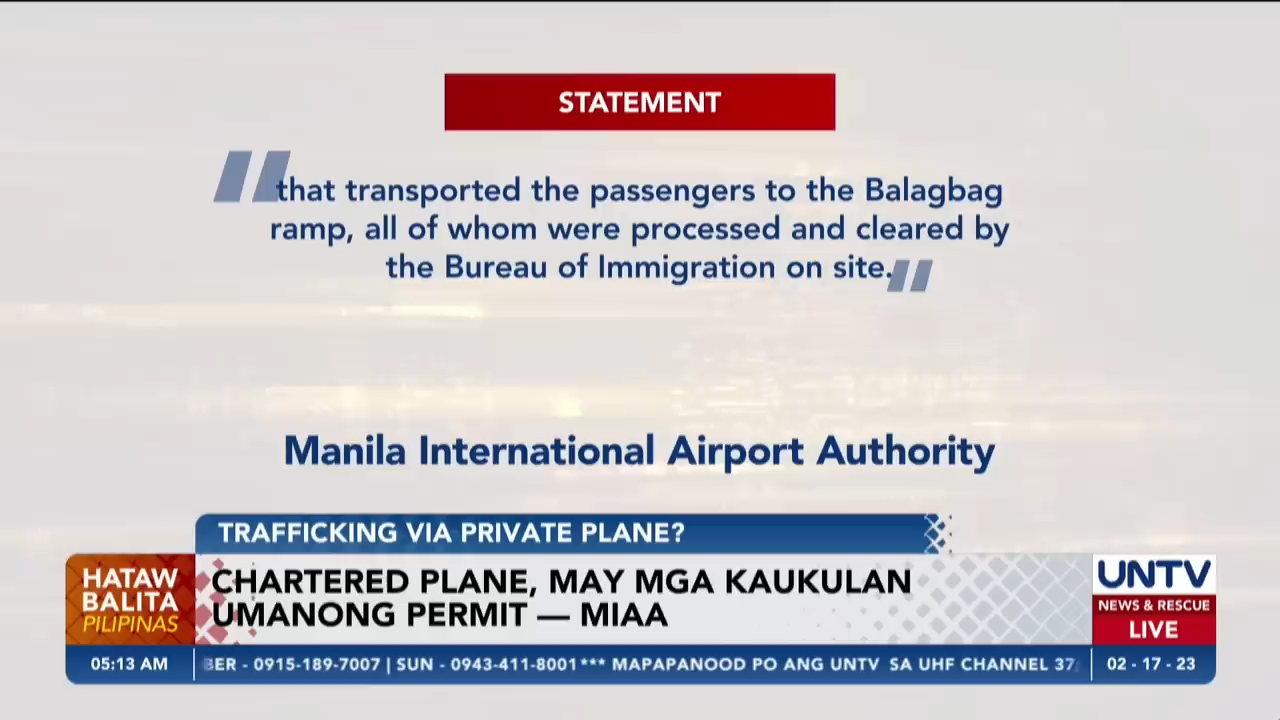 STATEMENT
that transported the passengers to the Balagbag
ramp, all of whom were processed and cleared by
the Bureau of Immigration on site.
Manila International Airport Authority
TRAFFICKING VIA PRIVATE PLANE?
HATAW
BALITA
PILIPINAS
CHARTERED PLANE, MAY MGA KAUKULAN
UMANONG PERMIT — MIAA
UNTV
NEWS & RESCUE
LIVE
05:13 AM
BER - 0915-189-7007 | SUN - 0943-411-8001*** MAPAPANOOD PO ANG UNTV SA UHF CHANNEL 37
02 - 17 - 23